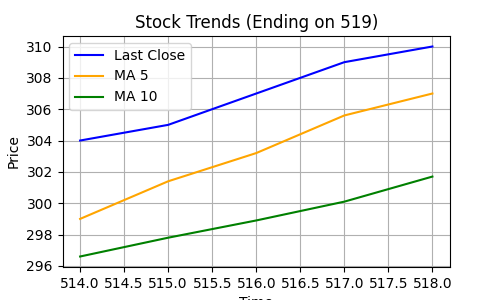 Stock Trends (Ending on 519)
Last Close
MA 5
MA 10
Price
310
308
306
304
302
300
298
296
514.0 514.5 515.0 515.5 516.0 516.5 517.0 517.5 518.0
Time